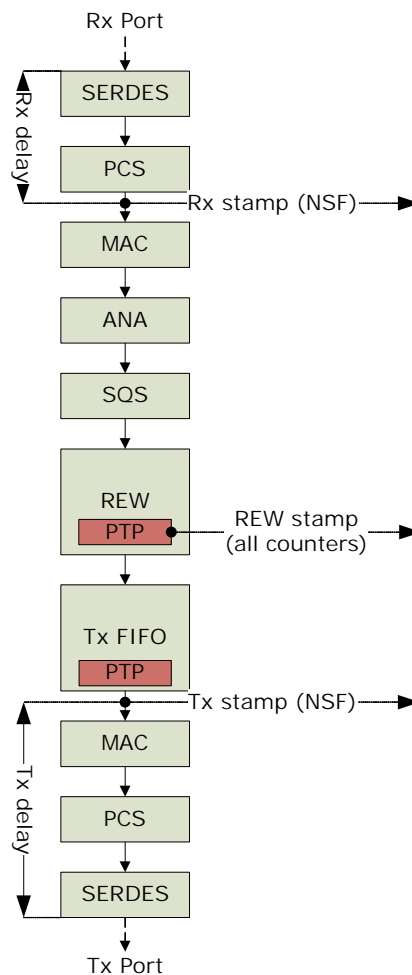 Rx Port
SERDES
Rx delay
PCS
Rx stamp (NSF)
MAC
ANA
SQS
REW
PTP
REW stamp
(all counters)
Tx FIFO
PTP
Tx stamp (NSF)
MAC
Tx delay
PCS
SERDES
Tx Port